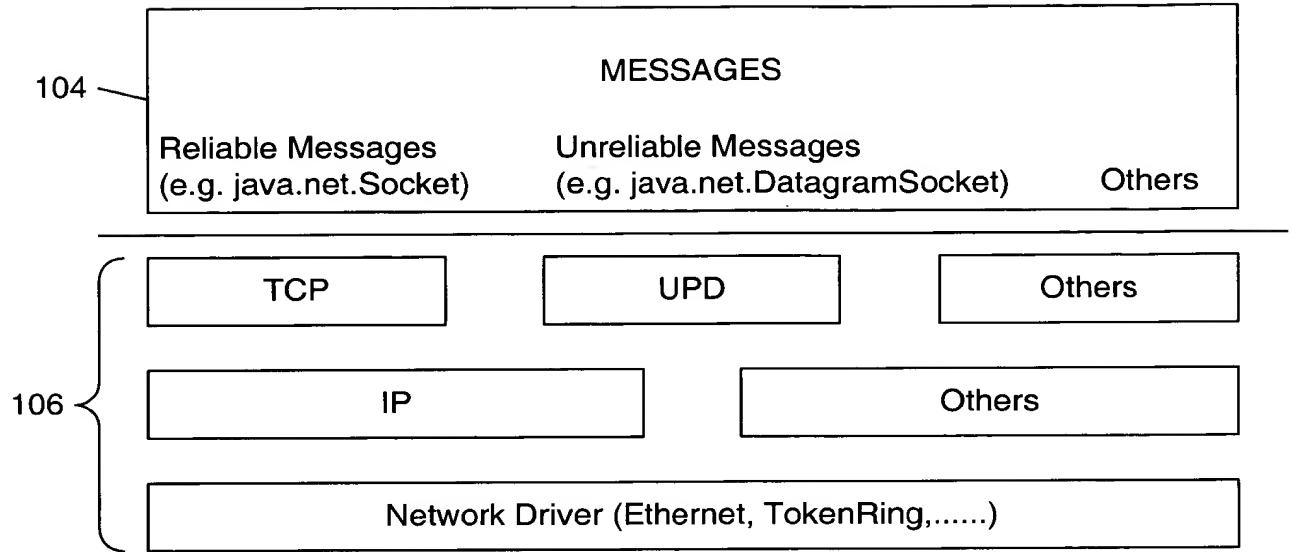 MESSAGES
104
Reliable Messages
(e.g. java.net.Socket)
Unreliable Messages
(e.g. java.net.DatagramSocket)
Others
TCP
UPD
Others
106
IP
Others
Network Driver (Ethernet, TokenRing,......)